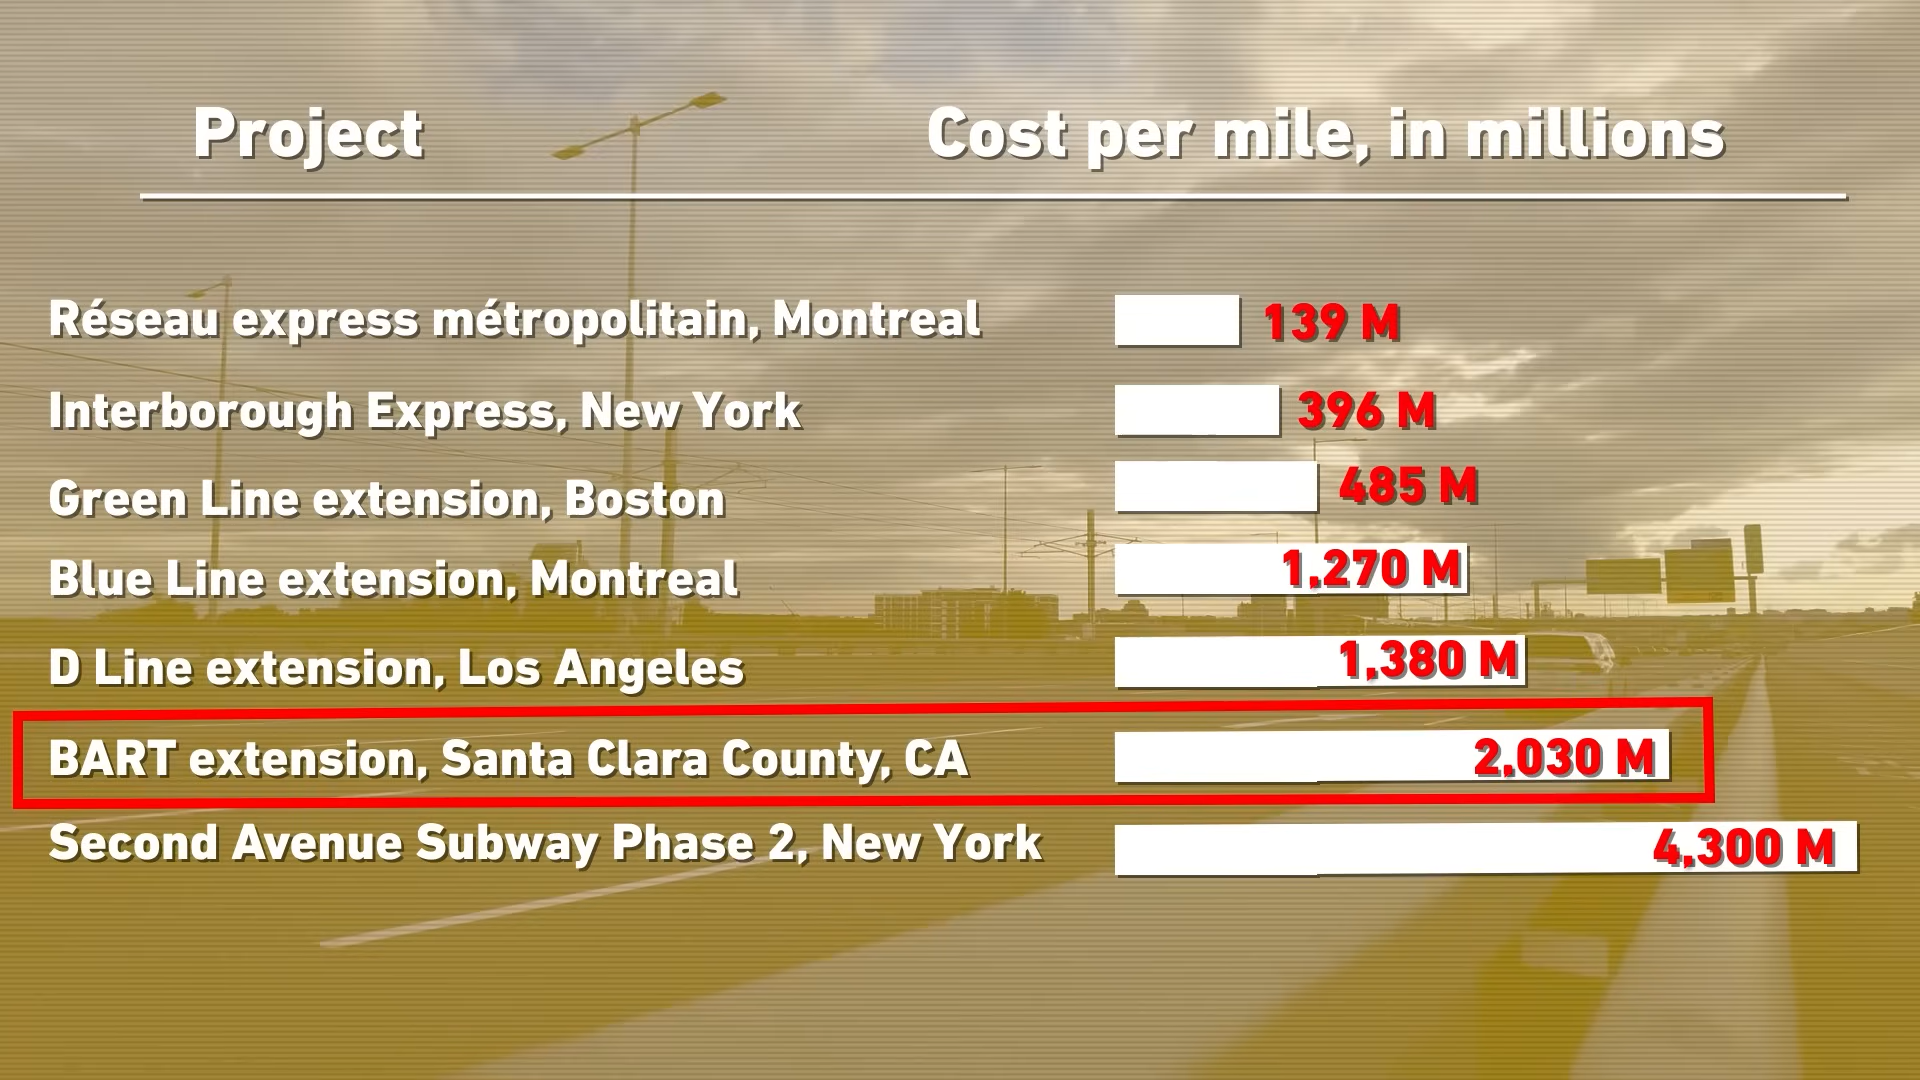 Project Cost per mile, in millions
Réseau express métropolitain, Montreal 139 M
Interborough Express, New York 396 M
Green Line extension, Boston 485 M
Blue Line extension, Montreal 1,270 M
D Line extension, Los Angeles 1,380 M
BART extension, Santa Clara County, CA 2,030 M
Second Avenue Subway Phase 2, New York 4,300 M